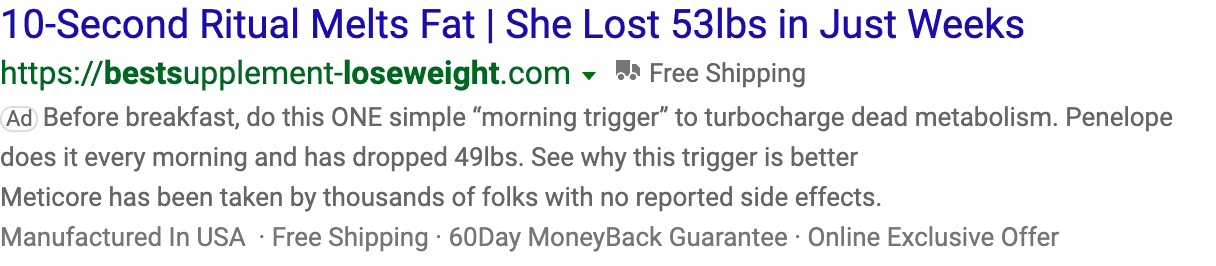 10-Second Ritual Melts Fat | She Lost 53lbs in Just Weeks
https://bestsupplement-loseweight.com Free Shipping
Ad Before breakfast, do this ONE simple “morning trigger” to turbocharge dead metabolism. Penelope
does it every morning and has dropped 49lbs. See why this trigger is better
Meticore has been taken by thousands of folks with no reported side effects.
Manufactured In USA · Free Shipping · 60Day MoneyBack Guarantee · Online Exclusive Offer